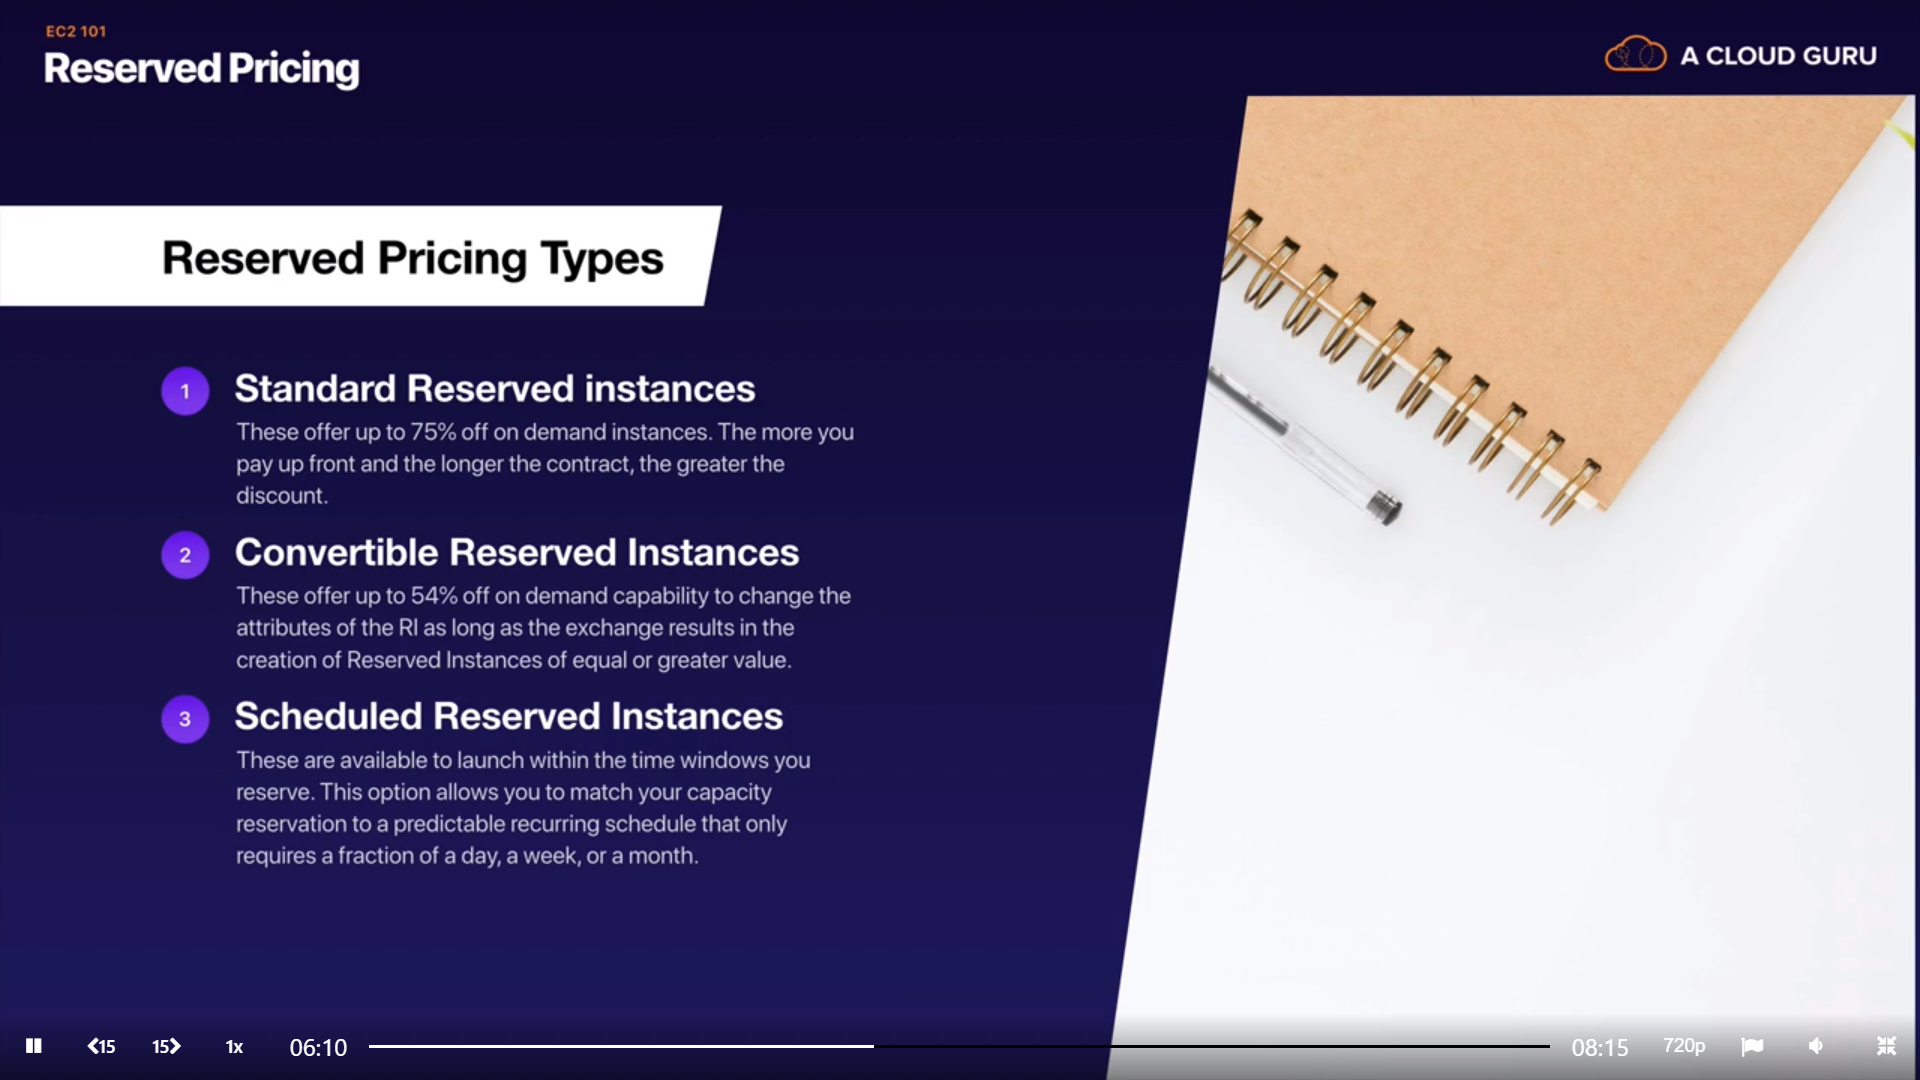 EC2 101
Reserved Pricing
A CLOUD GURU
Reserved Pricing Types
1
Standard Reserved instances
These offer up to 75% off on demand instances. The more you
pay up front and the longer the contract, the greater the
discount.
2
Convertible Reserved Instances
These offer up to 54% off on demand capability to change the
attributes of the RI as long as the exchange results in the
creation of Reserved Instances of equal or greater value.
3
Scheduled Reserved Instances
These are available to launch within the time windows you
reserve. This option allows you to match your capacity
reservation to a predictable recurring schedule that only
requires a fraction of a day, a week, or a month.
15 15 1x 06:10 08:15 720p